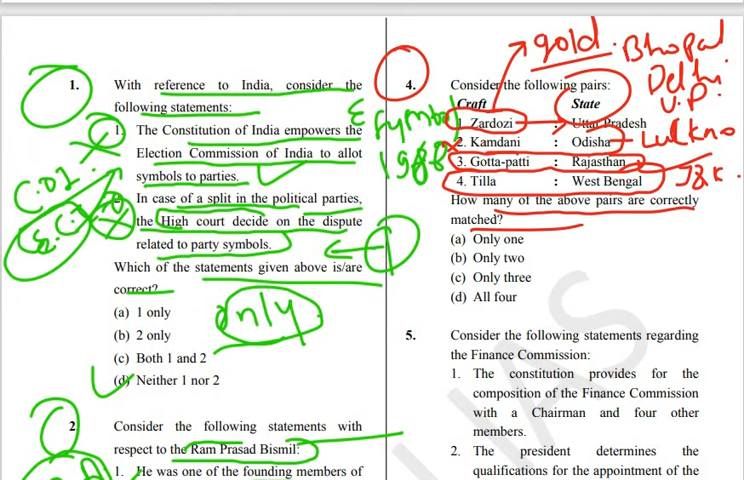 1. With reference to India, consider the
following statements:
1. The Constitution of India empowers the
Election Commission of India to allot
symbols to parties.
In case of a split in the political parties,
the High court decide on the dispute
related to party symbols.
Which of the statements given above is/are
correct?
(a) 1 only
(b) 2 only
(c) Both 1 and 2
(d) Neither 1 nor 2
only
2 Consider the following statements with
respect to the Ram Prasad Bismil:
1. He was one of the founding members of
gold. Bhopal
Delhi
U.P.
4. Consider the following pairs:
Craft State
1. Zardozi : Uttar Pradesh
2. Kamdani : Odisha
3. Gotta-patti : Rajasthan
4. Tilla : West Bengal
J&K.
Symbol
How many of the above pairs are correctly
matched?
(a) Only one
(b) Only two
(c) Only three
(d) All four
5. Consider the following statements regarding
the Finance Commission:
1. The constitution provides for the
composition of the Finance Commission
with a Chairman and four other
members.
2. The president determines the
qualifications for the appointment of the
IAS